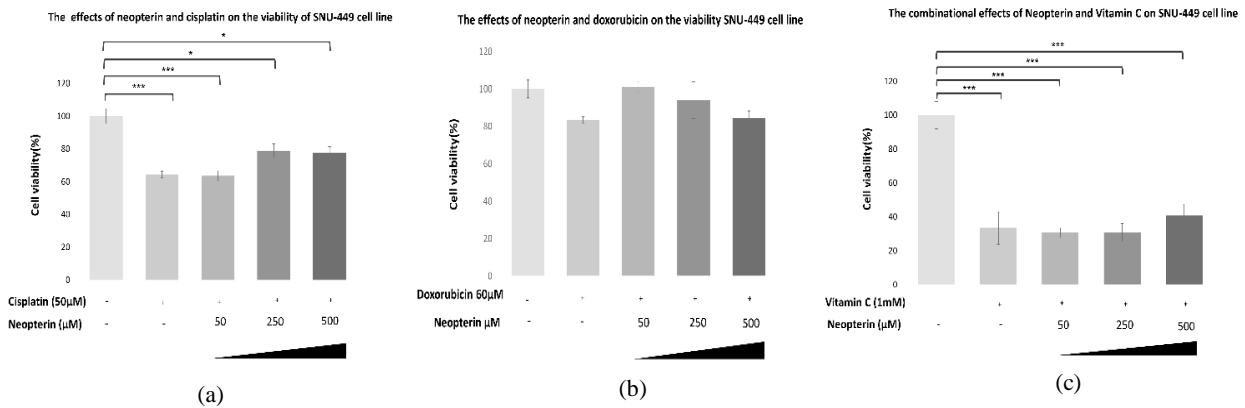 The effects of neopterin and cisplatin on the viability of SNU-449 cell line
*
*
***
***
120
100
80
60
40
20
0
Cell viability(%)
Cisplatin (50μM) - + + + +
Neopterin (μM) - - 50 250 500
(a)
The effects of neopterin and doxorubicin on the viability SNU-449 cell line
120
100
80
60
40
20
0
Cell viability(%)
Doxorubicin 60μM - + + + +
Neopterin μM - - 50 250 500
(b)
The combinational effects of Neopterin and Vitamin C on SNU-449 cell line
***
***
***
***
120
100
80
60
40
20
0
Cell viability(%)
Vitamin C (1mM) - + + + +
Neopterin (μM) - - 50 250 500
(c)